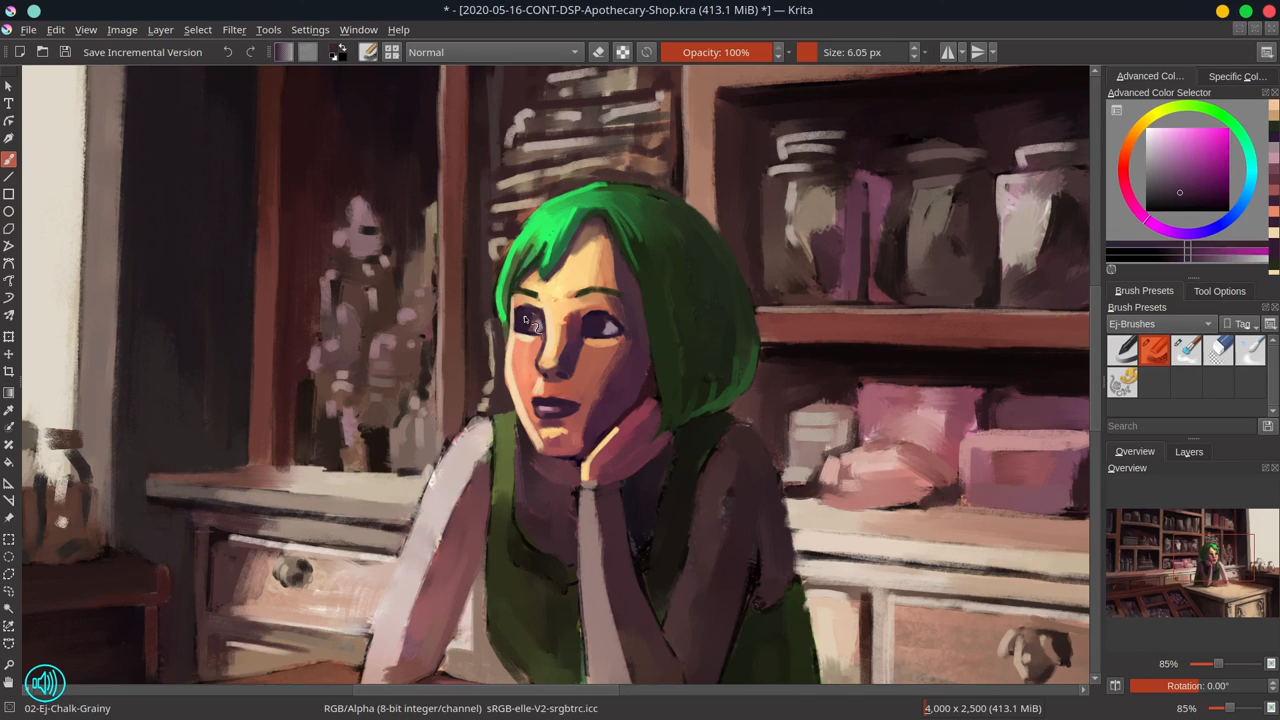 * - [2020-05-16-CONT-DSP-Apothecary-Shop.kra (413.1 MiB) *] — Krita
File Edit View Image Layer Select Filter Tools Settings Window Help
Save Incremental Version Normal Opacity: 100% Size: 6.05 px
Advanced Col... Specific Col...
Advanced Color Selector
Brush Presets Tool Options
Brush Presets
Ej-Brushes Tag
Search
Overview Layers
Overview
85%
Rotation: 0.00°
02-Ej-Chalk-Grainy RGB/Alpha (8-bit integer/channel) sRGB-elle-V2-srgbtrc.icc 4,000 x 2,500 (413.1 MiB) 85%